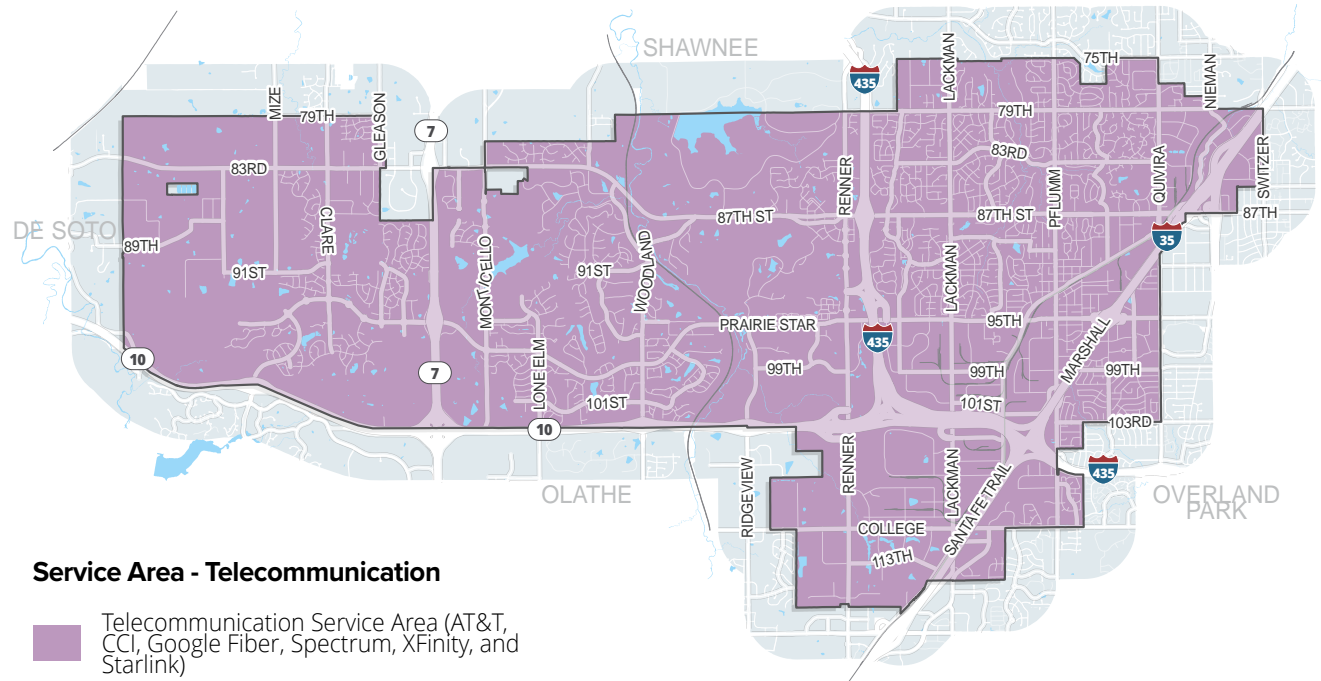 SHAWNEE
75TH
LACKMAN
NIEMAN
435
MIZE
79TH
GLEASON
7
79TH
83RD
SWITZER
83RD
RENNER
PFLUMM
QUIVIRA
DE SOTO
89TH
CLARE
87TH ST
87TH ST
87TH
35
91ST
MONTICELLO
91ST
WOODLAND
LACKMAN
PRAIRIE STAR
95TH
435
MARSHALL
10
7
LONE ELM
99TH
99TH
99TH
101ST
101ST
10
103RD
RENNER
LACKMAN
435
OLATHE
RIDGEVIEW
SANTA FE TRAIL
OVERLAND
PARK
COLLEGE
113TH
Service Area - Telecommunication
Telecommunication Service Area (AT&T,
CCI, Google Fiber, Spectrum, XFinity, and
Starlink)